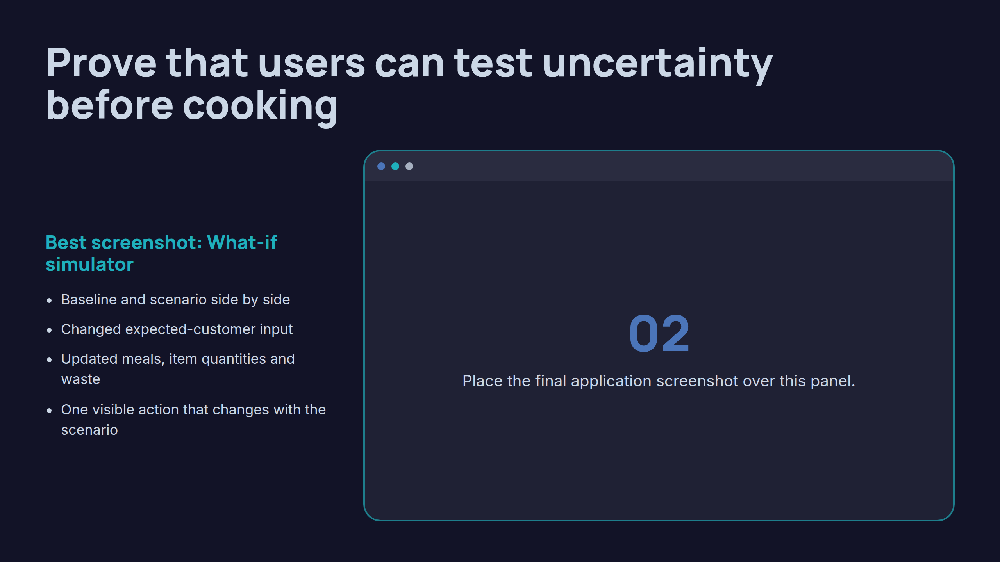 Prove that users can test uncertainty
before cooking
Best screenshot: What-if
simulator
• Baseline and scenario side by side
• Changed expected-customer input
• Updated meals, item quantities and
waste
• One visible action that changes with the
scenario
02
Place the final application screenshot over this panel.